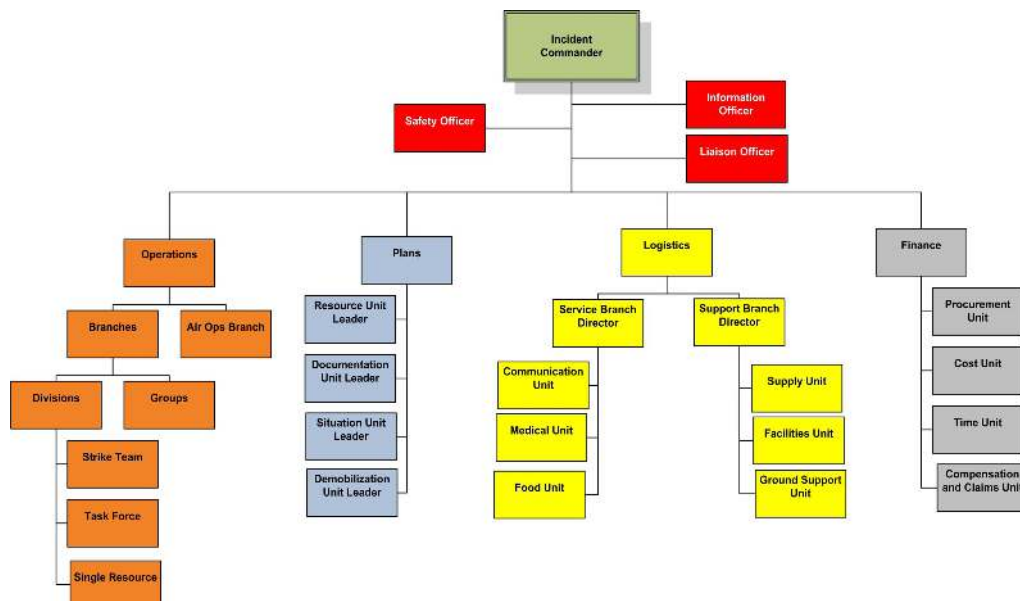 Incident
Commander
Information
Officer
Safety Officer
Liaison Officer
Operations
Plans
Logistics
Finance
Branches
Air Ops Branch
Resource Unit
Leader
Service Branch
Director
Support Branch
Director
Procurement
Unit
Divisions
Groups
Documentation
Unit Leader
Communication
Unit
Supply Unit
Cost Unit
Strike Team
Situation Unit
Leader
Medical Unit
Facilities Unit
Time Unit
Task Force
Demobilization
Unit Leader
Food Unit
Ground Support
Unit
Compensation
and Claims Unit
Single Resource